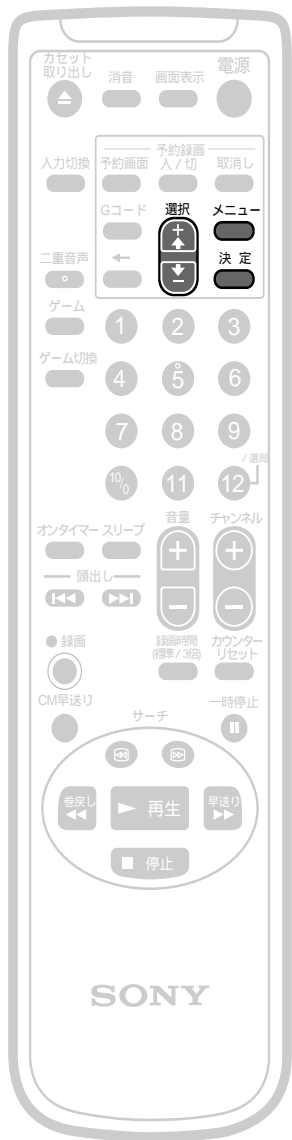 カセット
取り出し
消音
画面表示
電源
予約録画
入力切換
予約画面
入/切
取消し
Gコード
選択
メニュー
+
-
二重音声
←
決定
ゲーム
1
2
3
ゲーム切換
4
5
6
7
8
9
/選局
10/0
11
12
オンタイマー
スリープ
音量
チャンネル
+
+
頭出し
-
-
録画
録画時間
(標準/3倍)
カウンター
リセット
CM早送り
サーチ
一時停止
巻戻し
再生
早送り
停止
SONY